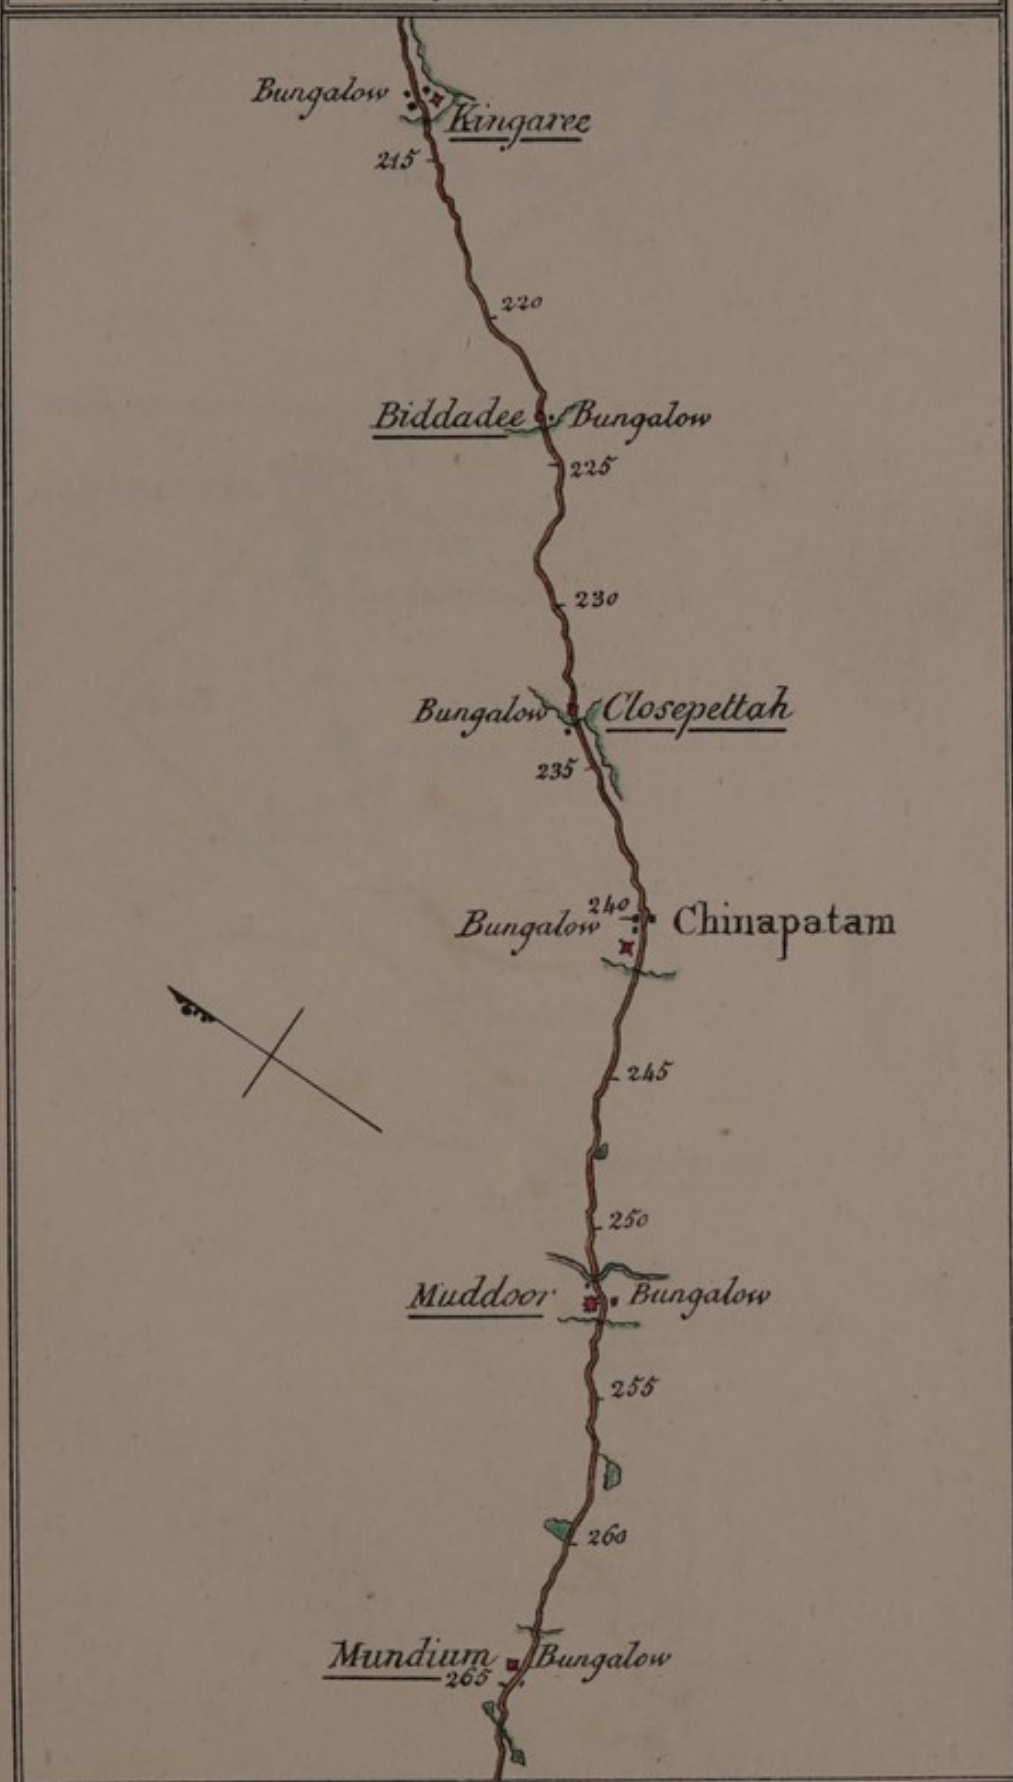 Bungalow
Kingaree
215
220
Biddadee Bungalow
225
230
Bungalow Closepettah
235
240
Bungalow Chinapatam
245
250
Muddoor Bungalow
255
260
Mundium Bungalow
265